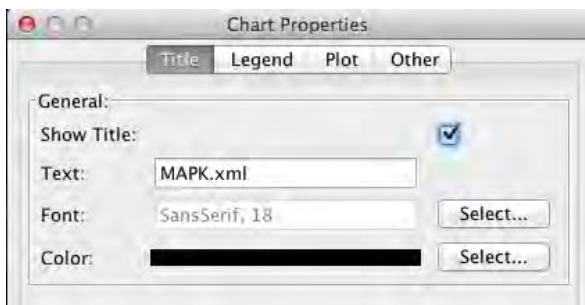 Chart Properties
Title Legend Plot Other
General:
Show Title:
Text: MAPK.xml
Font: SansSerif, 18 Select...
Color: Select...